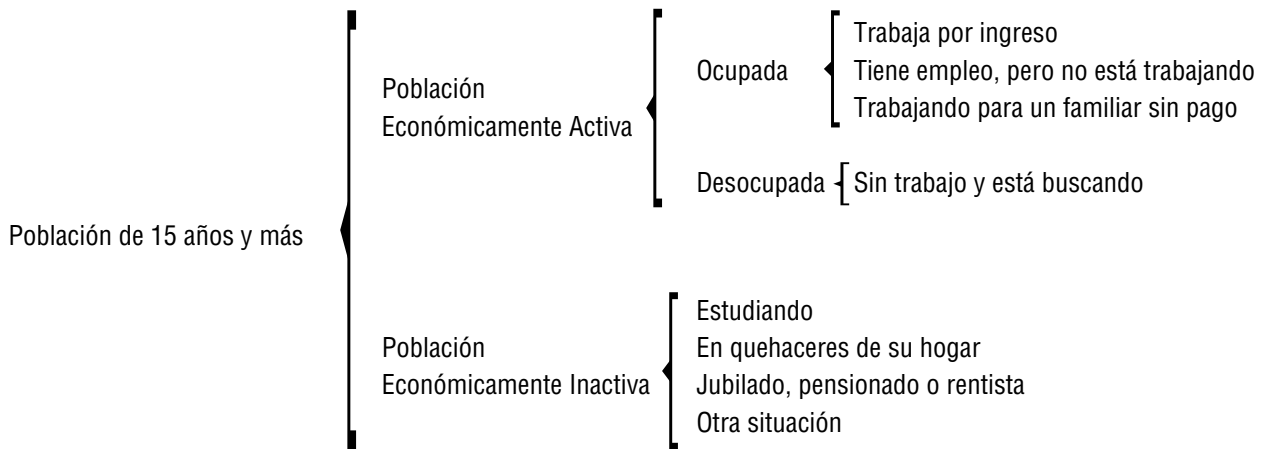 Población de 15 años y más
Población
Económicamente Activa
Ocupada
Trabaja por ingreso
Tiene empleo, pero no está trabajando
Trabajando para un familiar sin pago
Desocupada
Sin trabajo y está buscando
Población
Económicamente Inactiva
Estudiando
En quehaceres de su hogar
Jubilado, pensionado o rentista
Otra situación